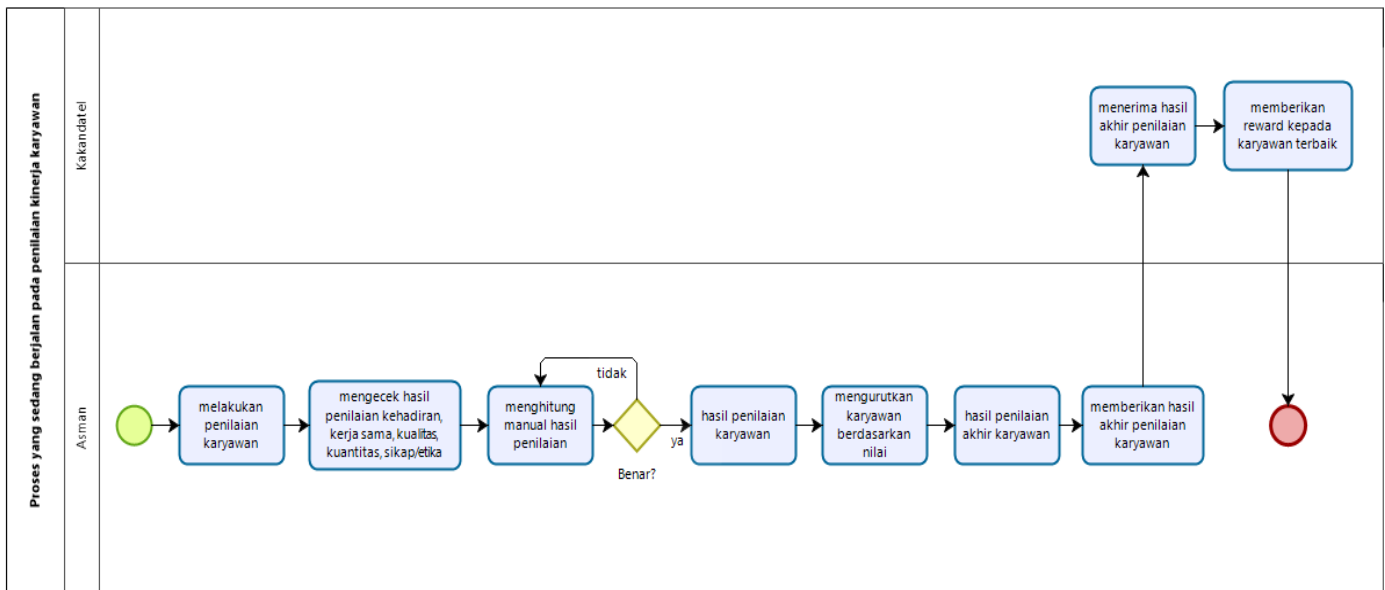 Proses yang sedang berjalan pada penilaian kinerja karyawan
Kakandatel
menerima hasil
akhir penilaian
karyawan
memberikan
reward kepada
karyawan terbaik
Asman
melakukan
penilaian
karyawan
mengecek hasil
penilaian kehadiran,
kerja sama, kualitas,
kuantitas, sikap/etika
menghitung
manual hasil
penilaian
tidak
Benar?
ya
hasil penilaian
karyawan
mengurutkan
karyawan
berdasarkan
nilai
hasil penilaian
akhir karyawan
memberikan hasil
akhir penilaian
karyawan